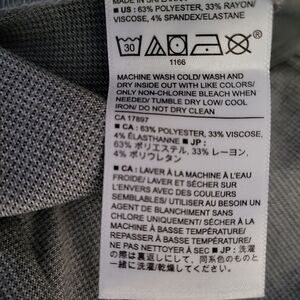 ■ US : 63% POLYESTER, 33% RAYON/
VISCOSE, 4% SPANDEX/ELASTANE
30
1166
MACHINE WASH COLD/ WASH AND
DRY INSIDE OUT WITH LIKE COLORS/
ONLY NON-CHLORINE BLEACH WHEN
NEEDED/ TUMBLE DRY LOW/ COOL
IRON/ DO NOT DRY CLEAN
CA 17897
■ CA : 63% POLYESTER, 33% VISCOSE,
4% ÉLASTHANNE ■ JP :
63% ポリエステル, 33% レーヨン,
4% ポリウレタン
■ CA : LAVER À LA MACHINE À L'EAU
FROIDE/ LAVER ET SÉCHER SUR
L'ENVERS AVEC DES COULEURS
SEMBLABLES/ UTILISER AU BESOIN UN
AGENT DE BLANCHIMENT SANS
CHLORE UNIQUEMENT/ SÉCHER À LA
MACHINE À BASSE TEMPÉRATURE/
REPASSER À BASSE TEMPÉRATURE/
NE PAS NETTOYER À SEC ■ JP : 洗濯
の際は裏返しにして、同色のものと
一緒に洗濯/乾燥してください/